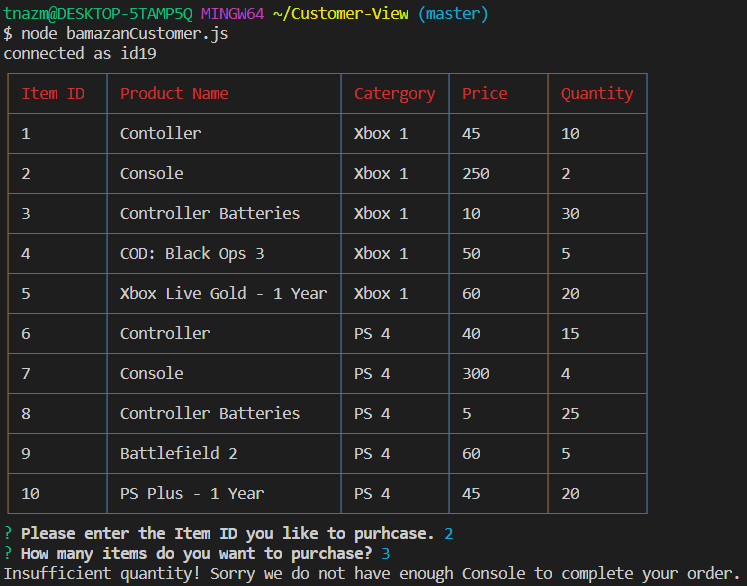 tnazm@DESKTOP-5TAMP5Q MINGW64 ~/Customer-View (master)
$ node bamazanCustomer.js
connected as id19
Item ID Product Name Catergory Price Quantity
1 Contoller Xbox 1 45 10
2 Console Xbox 1 250 2
3 Controller Batteries Xbox 1 10 30
4 COD: Black Ops 3 Xbox 1 50 5
5 Xbox Live Gold - 1 Year Xbox 1 60 20
6 Controller PS 4 40 15
7 Console PS 4 300 4
8 Controller Batteries PS 4 5 25
9 Battlefield 2 PS 4 60 5
10 PS Plus - 1 Year PS 4 45 20
? Please enter the Item ID you like to purhcase. 2
? How many items do you want to purchase? 3
Insufficient quantity! Sorry we do not have enough Console to complete your order.